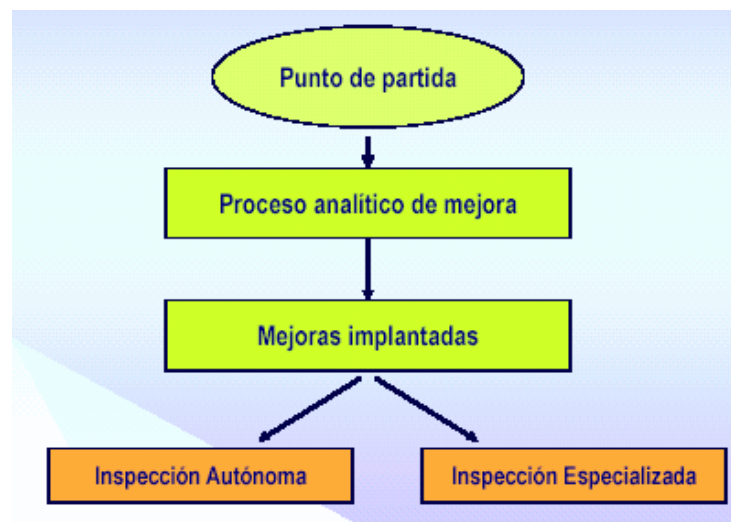 Punto de partida
Proceso analítico de mejora
Mejoras implantadas
Inspección Autónoma
Inspección Especializada